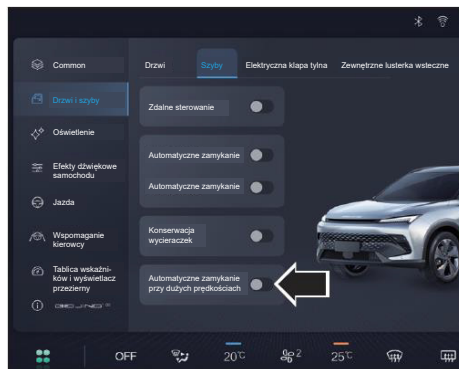 Common
Drzwi i szyby
Oświetlenie
Efekty dźwiękowe
samochodu
Jazda
Wspomaganie
kierowcy
Tablica wskaźni-
ków i wyświetlacz
przezierny
Drzwi Szyby Elektryczna klapa tylna Zewnętrzne lusterka wsteczne
Zdalne sterowanie
Automatyczne zamykanie
Automatyczne zamykanie
Konserwacja
wycieraczek
Automatyczne zamykanie
przy dużych prędkościach
OFF 20°C 2 25°C